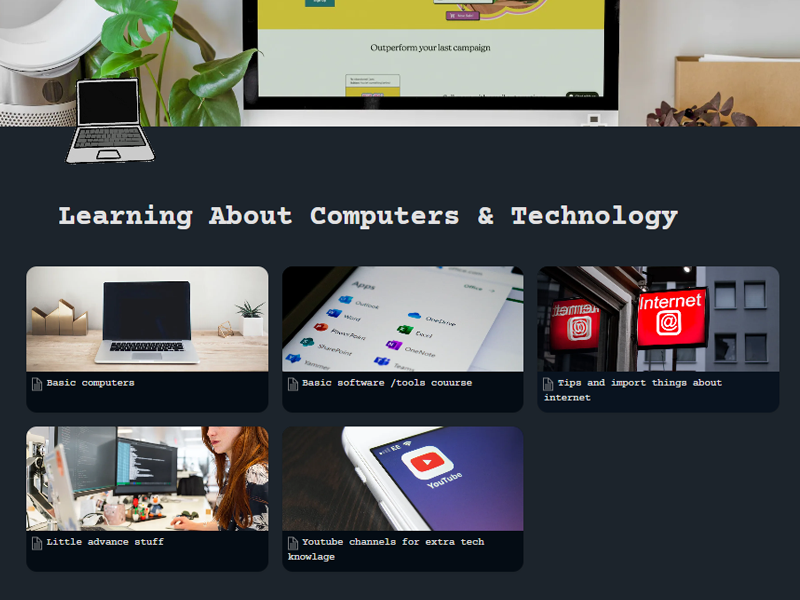 Outperform your last campaign
Learning About Computers & Technology
Apps
Office
Outlook
OneDrive
Word
Excel
PowerPoint
OneNote
SharePoint
Teams
Yammer
Internet
@
Internet
@
Basic computers
Basic software /tools couurse
Tips and import things about
internet
YouTube
Little advance stuff
Youtube channels for extra tech
knowlage